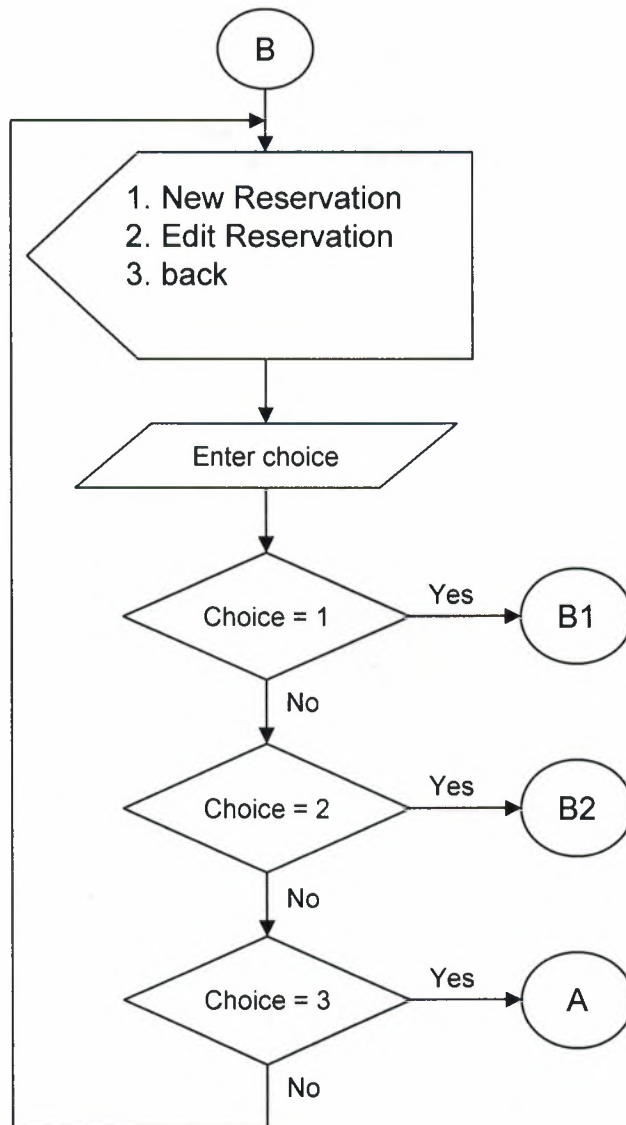 B
1. New Reservation
2. Edit Reservation
3. back
Enter choice
Choice = 1
Yes
B1
No
Choice = 2
Yes
B2
No
Choice = 3
Yes
A
No